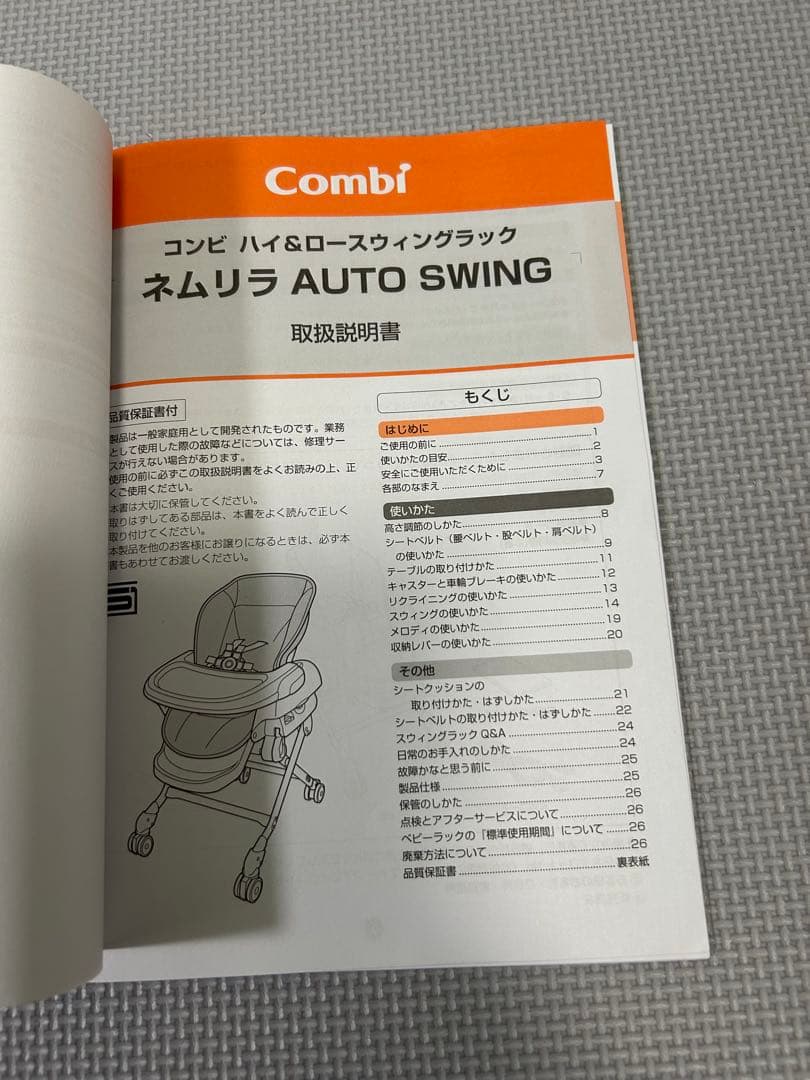 Combi
コンビ ハイ&ロースウィングラック
ネムリラ AUTO SWING
取扱説明書
品質保証書付
製品は一般家庭用として開発されたものです。業務
として使用した際の故障などについては、修理サー
スが行えない場合があります。
使用の前に必ずこの取扱説明書をよくお読みの上、正
くご使用ください。
本書は大切に保管してください。
取りはずしてある部品は、本書をよく読んで正しく
取り付けてください。
本製品を他のお客様にお譲りになるときは、必ず本
書もあわせてお渡しください。
もくじ
はじめに
ご使用の前に 1
使いかたの目安 2
安全にご使用いただくために 3
各部のなまえ 7
使いかた
高さ調節のしかた 8
シートベルト（腰ベルト・股ベルト・肩ベルト）
の使いかた 9
テーブルの取り付けかた 11
キャスターと車輪ブレーキの使いかた 12
リクライニングの使いかた 13
スウィングの使いかた 14
メロディの使いかた 19
収納レバーの使いかた 20
その他
シートクッションの
取り付けかた・はずしかた 21
シートベルトの取り付けかた・はずしかた 22
スウィングラック Q&A 24
日常のお手入れのしかた 24
故障かなと思う前に 25
製品仕様 25
保管のしかた 26
点検とアフターサービスについて 26
ベビーラックの「標準使用期間」について 26
廃棄方法について 26
品質保証書 裏表紙